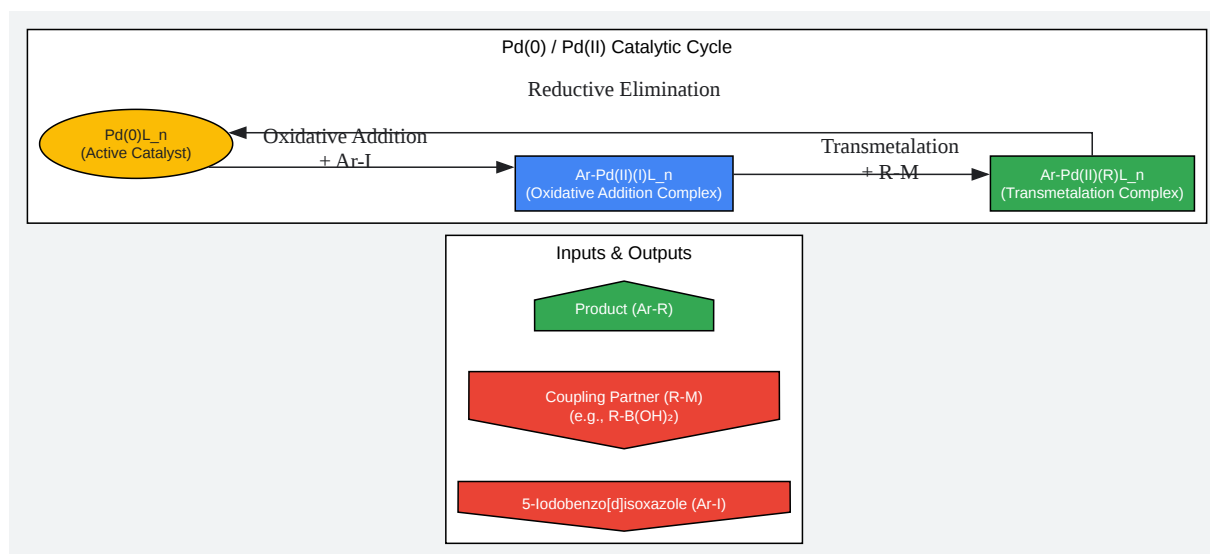 Pd(0) / Pd(II) Catalytic Cycle
Reductive Elimination
Pd(0)L_n
(Active Catalyst)
Oxidative Addition
+ Ar-I
Ar-Pd(II)(I)L_n
(Oxidative Addition Complex)
Transmetalation
+ R-M
Ar-Pd(II)(R)L_n
(Transmetalation Complex)
Inputs & Outputs
Product (Ar-R)
Coupling Partner (R-M)
(e.g., R-B(OH)₂)
5-Iodobenzo[d]isoxazole (Ar-I)